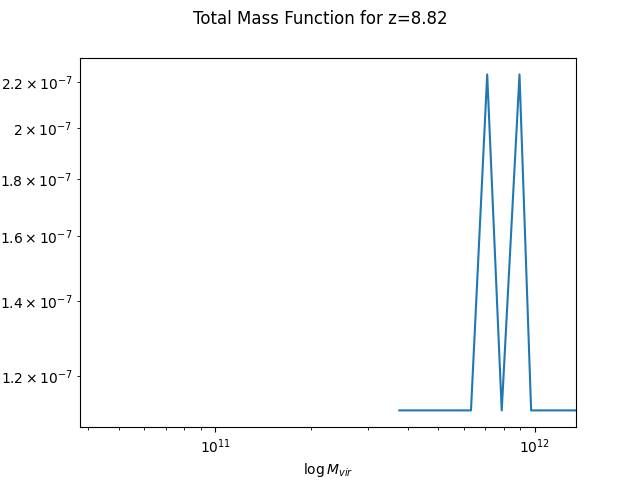 Total Mass Function for z=8.82
2.2 × 10⁻⁷
2 × 10⁻⁷
1.8 × 10⁻⁷
1.6 × 10⁻⁷
1.4 × 10⁻⁷
1.2 × 10⁻⁷
10¹¹ 10¹²
log M_vir